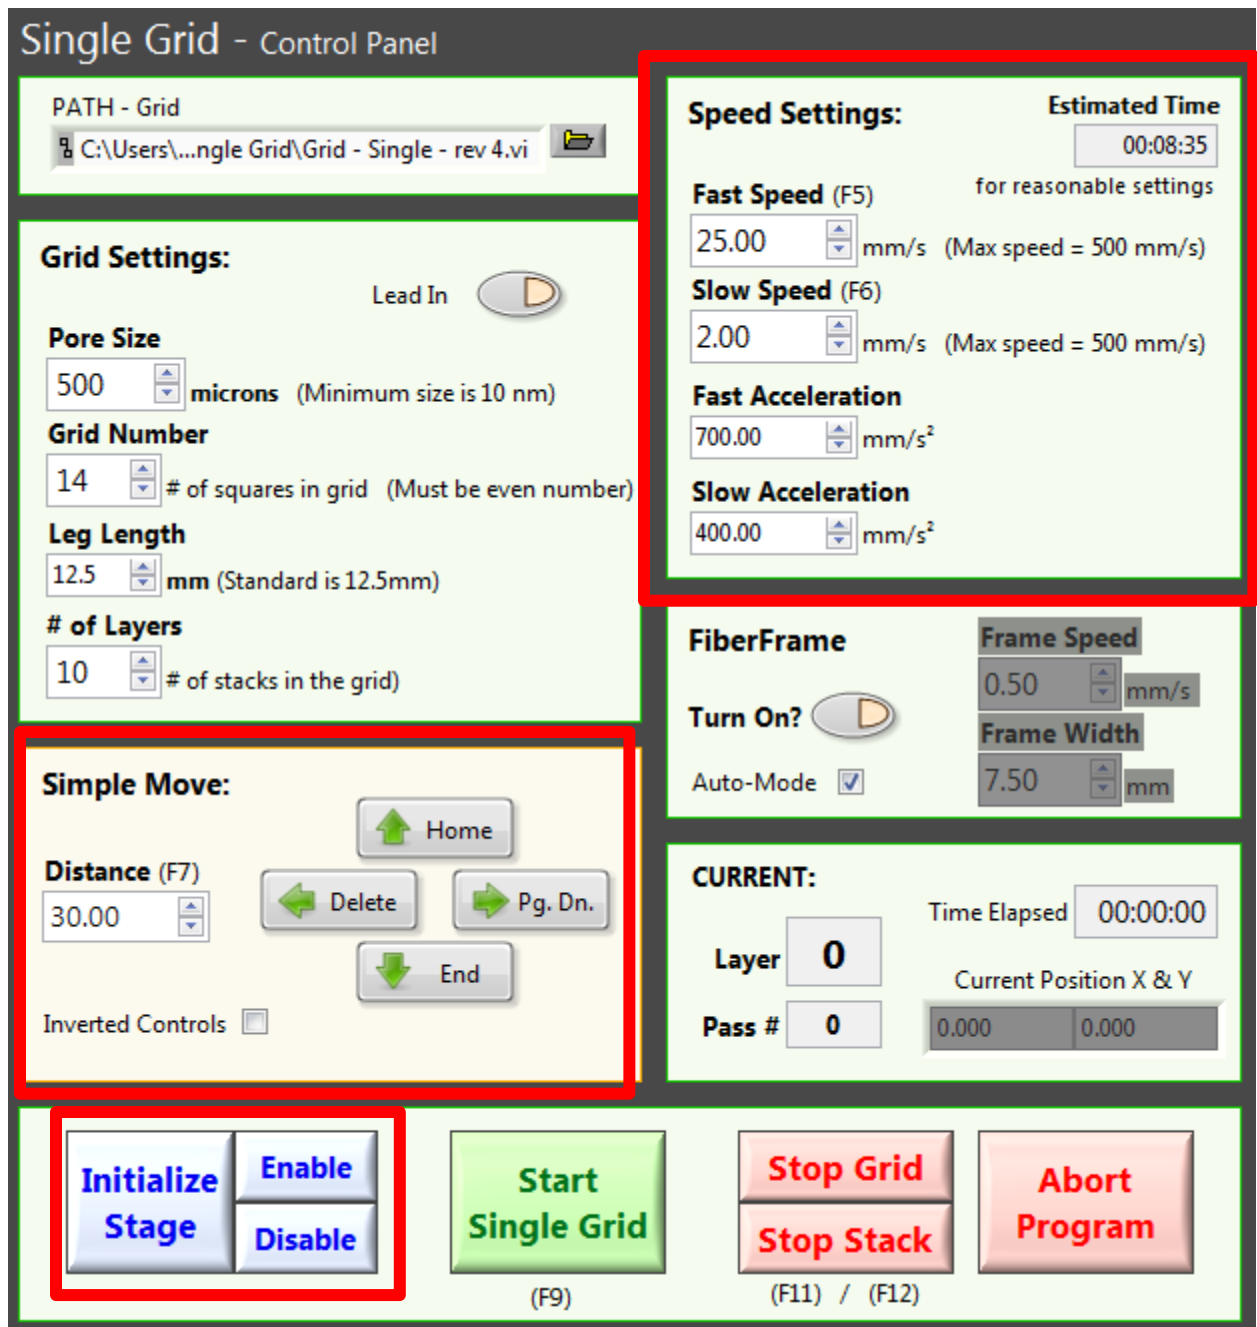 Single Grid - Control Panel
PATH - Grid
C:\Users\...ngle Grid\Grid - Single - rev 4.vi
Grid Settings:
Lead In
Pore Size
500 microns (Minimum size is 10 nm)
Grid Number
14 # of squares in grid (Must be even number)
Leg Length
12.5 mm (Standard is 12.5mm)
# of Layers
10 # of stacks in the grid)
Simple Move:
Home
Distance (F7)
30.00
Delete
Pg. Dn.
End
Inverted Controls
Speed Settings:
Estimated Time
00:08:35
for reasonable settings
Fast Speed (F5)
25.00 mm/s (Max speed = 500 mm/s)
Slow Speed (F6)
2.00 mm/s (Max speed = 500 mm/s)
Fast Acceleration
700.00 mm/s²
Slow Acceleration
400.00 mm/s²
FiberFrame
Turn On?
Auto-Mode
Frame Speed
0.50 mm/s
Frame Width
7.50 mm
CURRENT:
Time Elapsed 00:00:00
Layer 0
Pass # 0
Current Position X & Y
0.000 0.000
Initialize
Stage
Enable
Disable
Start
Single Grid
(F9)
Stop Grid
Stop Stack
(F11) / (F12)
Abort
Program